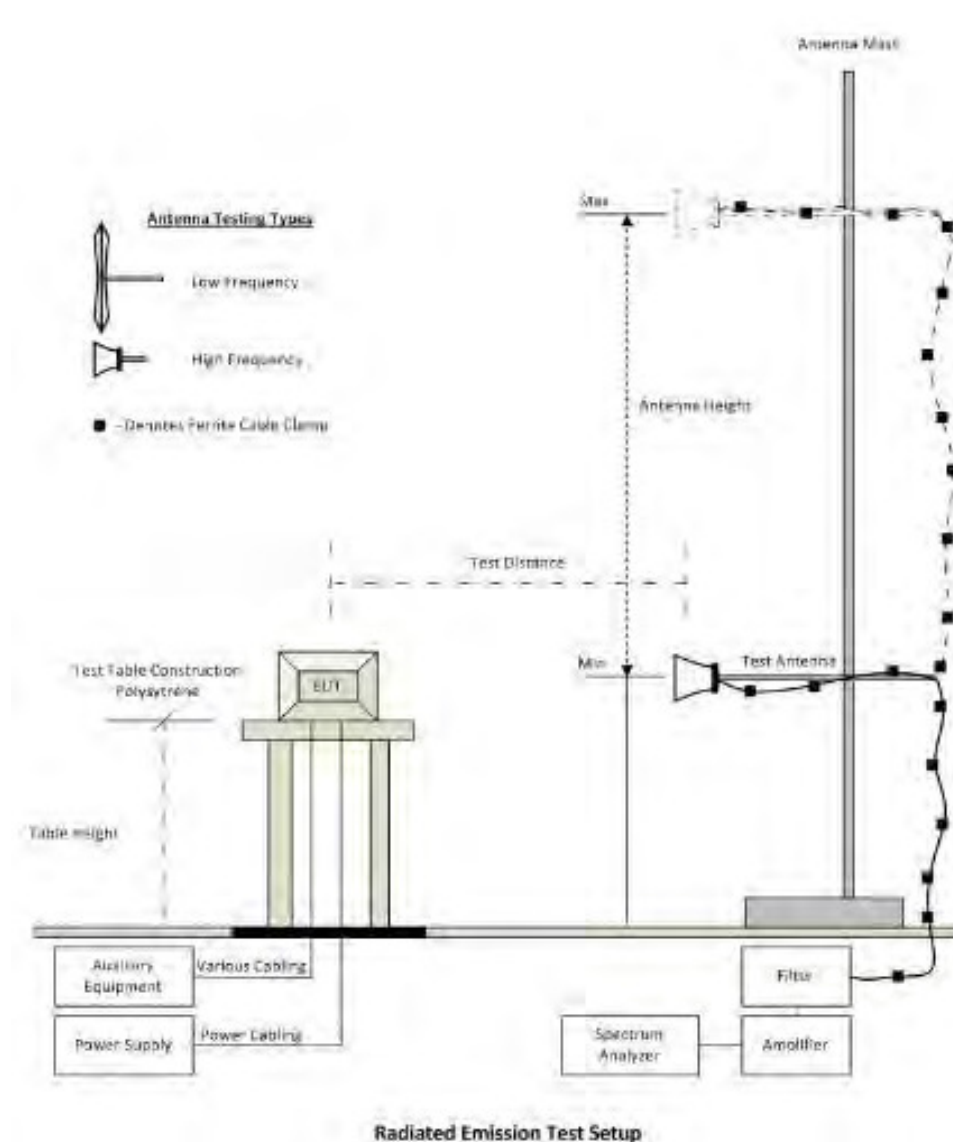 Antenna Mast
Max
Antenna Testing Types
Low Frequency
High Frequency
- Denotes Ferrite Cable Clamp
Antenna Height
Test Distance
Min
Test Antenna
Test Table Construction
Polysytrene
EUT
Table Height
Auxiliary
Equipment
Various Cabling
Filter
Power Supply
Power Cabling
Spectrum
Analyzer
Amplifier
Radiated Emission Test Setup